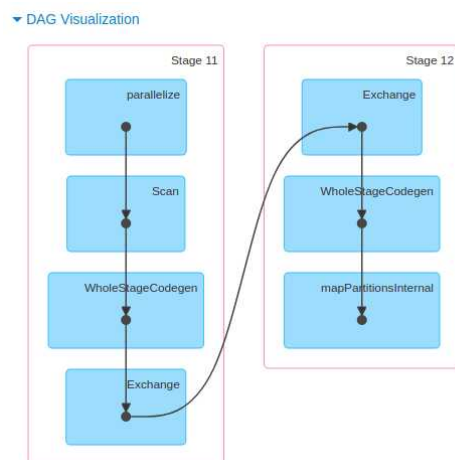 DAG Visualization
Stage 11
parallelize
Scan
WholeStageCodegen
Exchange
Stage 12
Exchange
WholeStageCodegen
mapPartitionsInternal